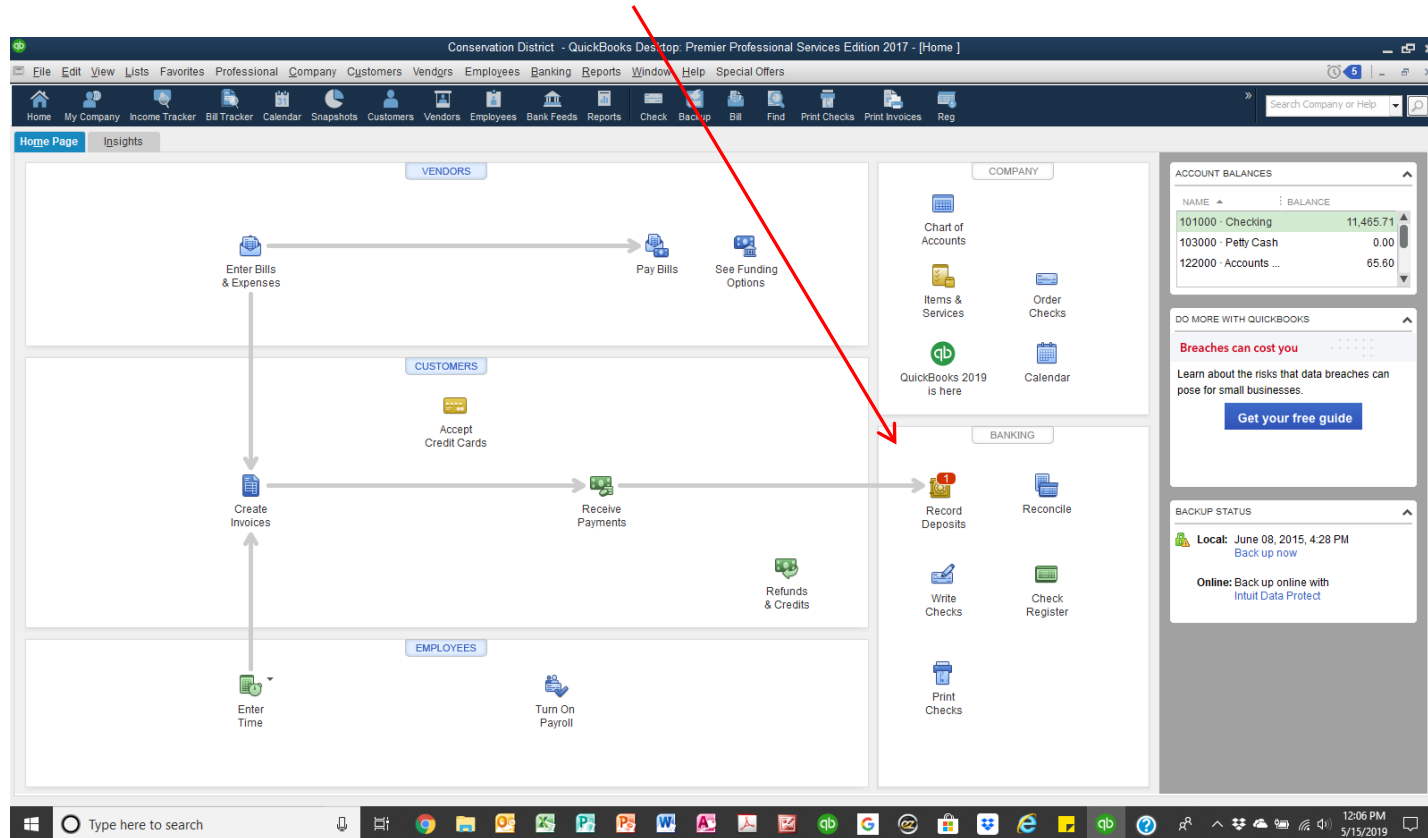 qb
Conservation District - QuickBooks Desktop: Premier Professional Services Edition 2017 - [Home ]
File Edit View Lists Favorites Professional Company Customers Vendors Employees Banking Reports Window Help Special Offers
5
Home My Company Income Tracker Bill Tracker Calendar Snapshots Customers Vendors Employees Bank Feeds Reports Check Backup Bill Find Print Checks Print Invoices Reg
» Search Company or Help
Home Page Insights
VENDORS
Enter Bills
& Expenses
Pay Bills
See Funding
Options
CUSTOMERS
Accept
Credit Cards
Create
Invoices
Receive
Payments
Refunds
& Credits
EMPLOYEES
Enter
Time
Turn On
Payroll
COMPANY
Chart of
Accounts
Items &
Services
Order
Checks
qb
QuickBooks 2019
is here
Calendar
BANKING
1
Record
Deposits
Reconcile
Write
Checks
Check
Register
Print
Checks
ACCOUNT BALANCES
NAME BALANCE
101000 · Checking 11,465.71
103000 · Petty Cash 0.00
122000 · Accounts ... 65.60
DO MORE WITH QUICKBOOKS
Breaches can cost you
Learn about the risks that data breaches can
pose for small businesses.
Get your free guide
BACKUP STATUS
Local: June 08, 2015, 4:28 PM
Back up now
Online: Back up online with
Intuit Data Protect
Type here to search
12:06 PM
5/15/2019